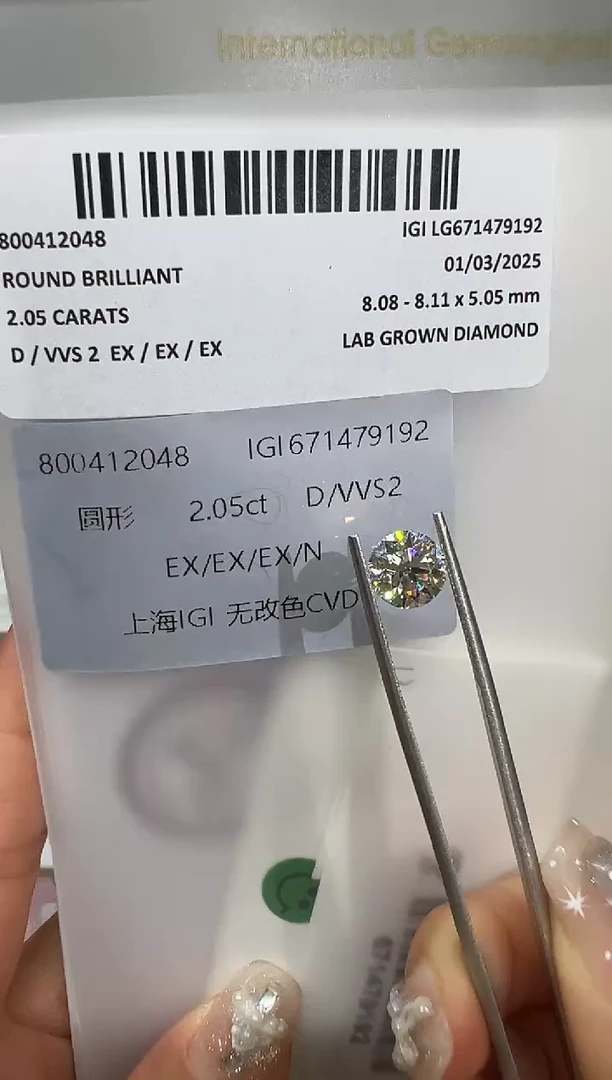 International Gemological
800412048 IGI LG671479192
ROUND BRILLIANT 01/03/2025
2.05 CARATS 8.08 - 8.11 x 5.05 mm
D / VVS 2 EX / EX / EX LAB GROWN DIAMOND
800412048 IGI671479192
圆形 2.05ct D/VVS2
EX/EX/EX/N
上海IGI 无改色CVD